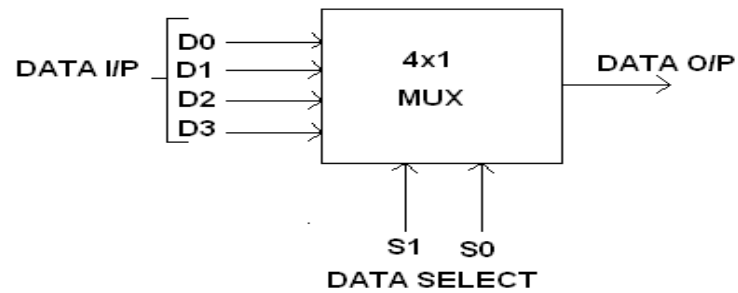 DATA I/P
D0
D1
D2
D3
4x1
MUX
DATA O/P
S1 S0
DATA SELECT